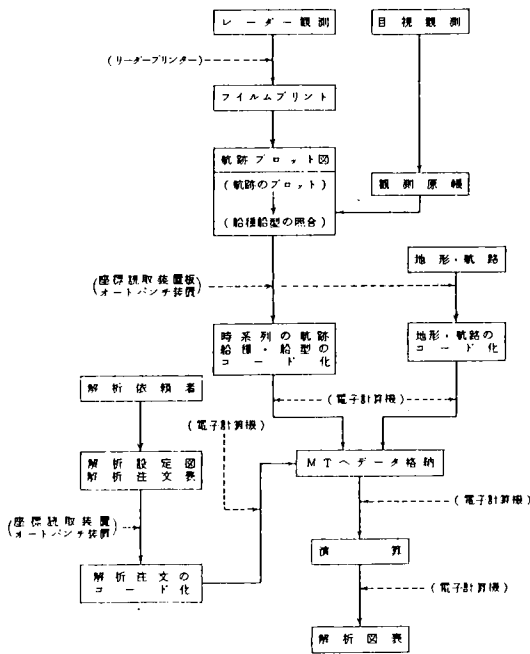 レーダー観測
目視観測
(リーダープリンター)
フイルムプリント
航跡プロット図
(航跡のプロット)
(船種船型の照合)
観測原帳
地形・航路
(座標読取装置板
オートパンチ装置)
時系列の航跡
船種・船型の
コード化
地形・航路の
コード化
解析依頼者
(電子計算機)
(電子計算機)
解析設定図
解析注文表
MTへデータ格納
(電子計算機)
(座標読取装置
オートパンチ装置)
演算
解析注文の
コード化
(電子計算機)
解析図表